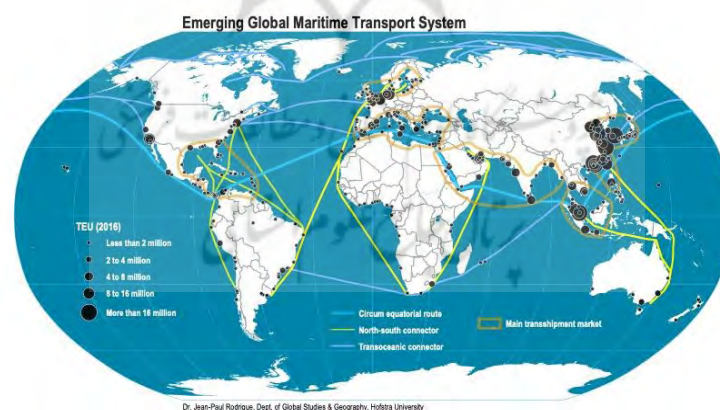 Emerging Global Maritime Transport System
TEU (2016)
Less than 2 million
2 to 4 million
4 to 8 million
8 to 16 million
More than 16 million
Circum equatorial route
North-south connector
Transoceanic connector
Main transshipment market
Dr. Jean-Paul Rodrigue, Dept. of Global Studies & Geography, Hofstra University